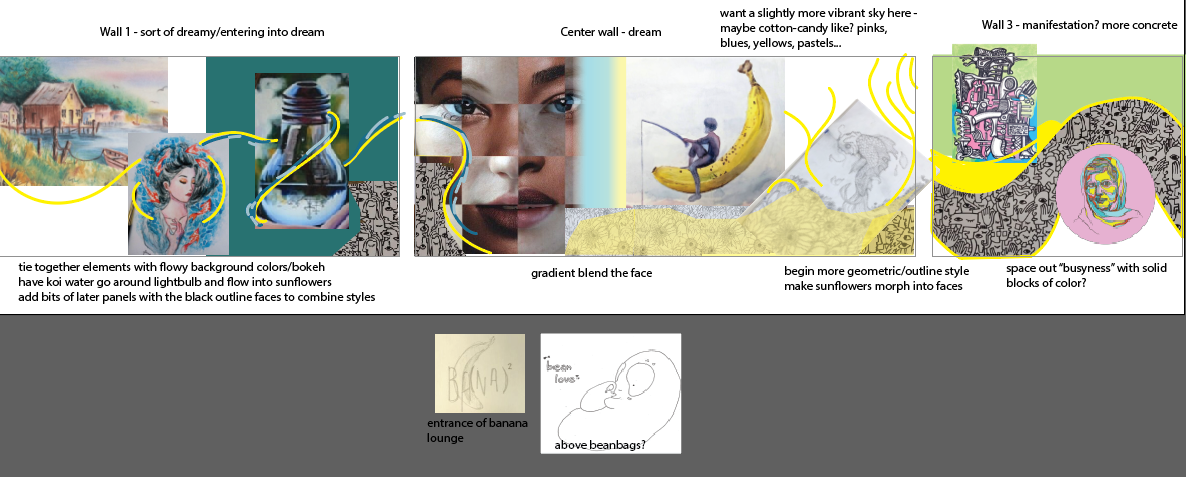 Wall 1 - sort of dreamy/entering into dream
Center wall - dream
want a slightly more vibrant sky here -
maybe cotton-candy like? pinks,
blues, yellows, pastels...
Wall 3 - manifestation? more concrete
tie together elements with flowy background colors/bokeh
have koi water go around lightbulb and flow into sunflowers
add bits of later panels with the black outline faces to combine styles
gradient blend the face
begin more geometric/outline style
make sunflowers morph into faces
space out “busyness” with solid
blocks of color?
BA(NA)²
entrance of banana
lounge
"bean
love"
above beanbags?